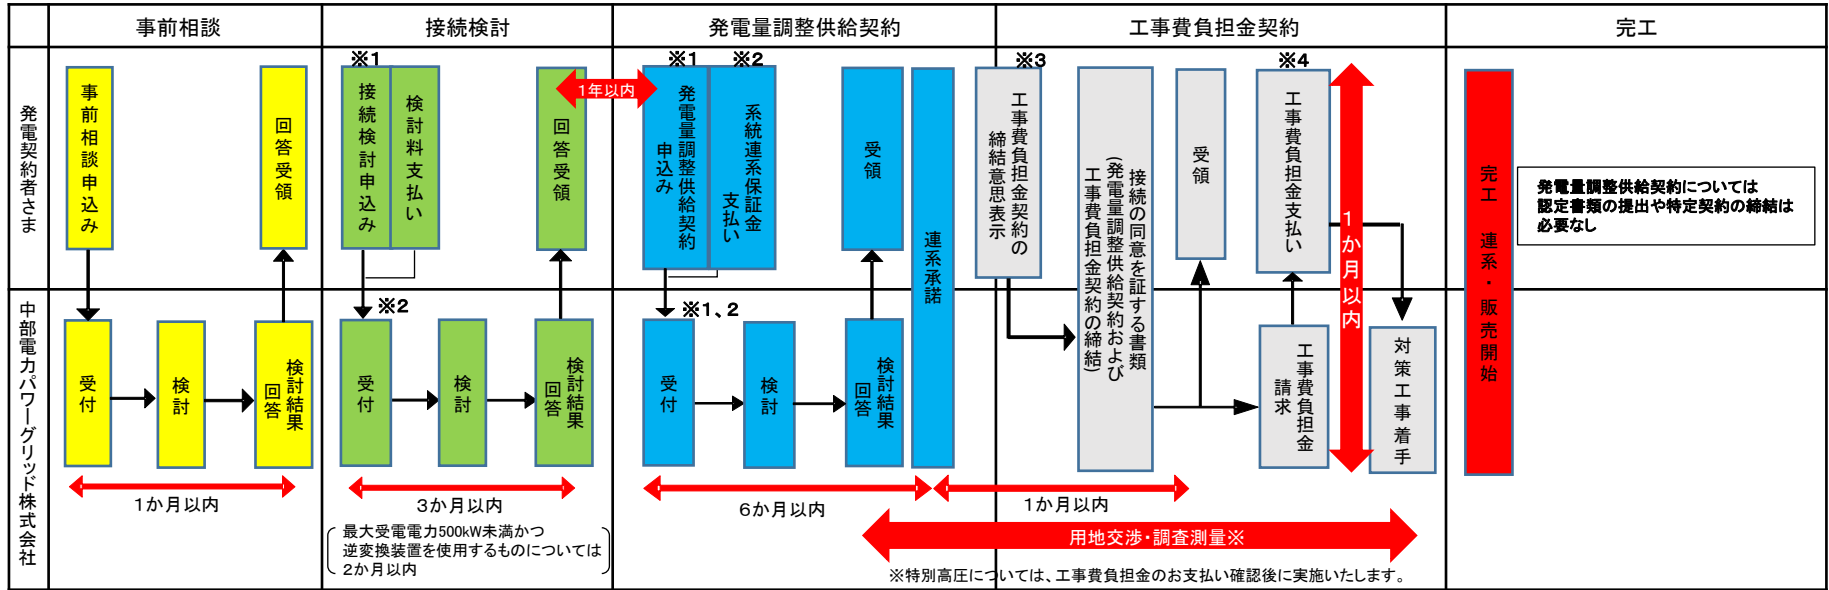 事前相談
接続検討
発電量調整供給契約
工事費負担金契約
完工
発電契約者さま
事前相談申込み
回答受領
※1
接続検討申込み
検討料支払い
回答受領
1年以内
※1
発電量調整供給契約
申込み
※2
系統連系保証金
支払い
受領
連系承諾
※3
工事費負担金契約の
締結意思表示
接続の同意を証する書類
(発電量調整供給契約および
工事費負担金契約の締結)
受領
※4
工事費負担金支払い
1か月以内
完工 連系・販売開始
発電量調整供給契約については
認定書類の提出や特定契約の締結は
必要なし
中部電力パワーグリッド株式会社
受付
検討
検討結果
回答
※2
受付
検討
検討結果
回答
※1、2
受付
検討
検討結果
回答
工事費負担金
請求
対策工事着手
1か月以内
3か月以内
6か月以内
1か月以内
最大受電電力500kW未満かつ
逆変換装置を使用するものについては
2か月以内
用地交渉・調査測量※
※特別高圧については、工事費負担金のお支払い確認後に実施いたします。